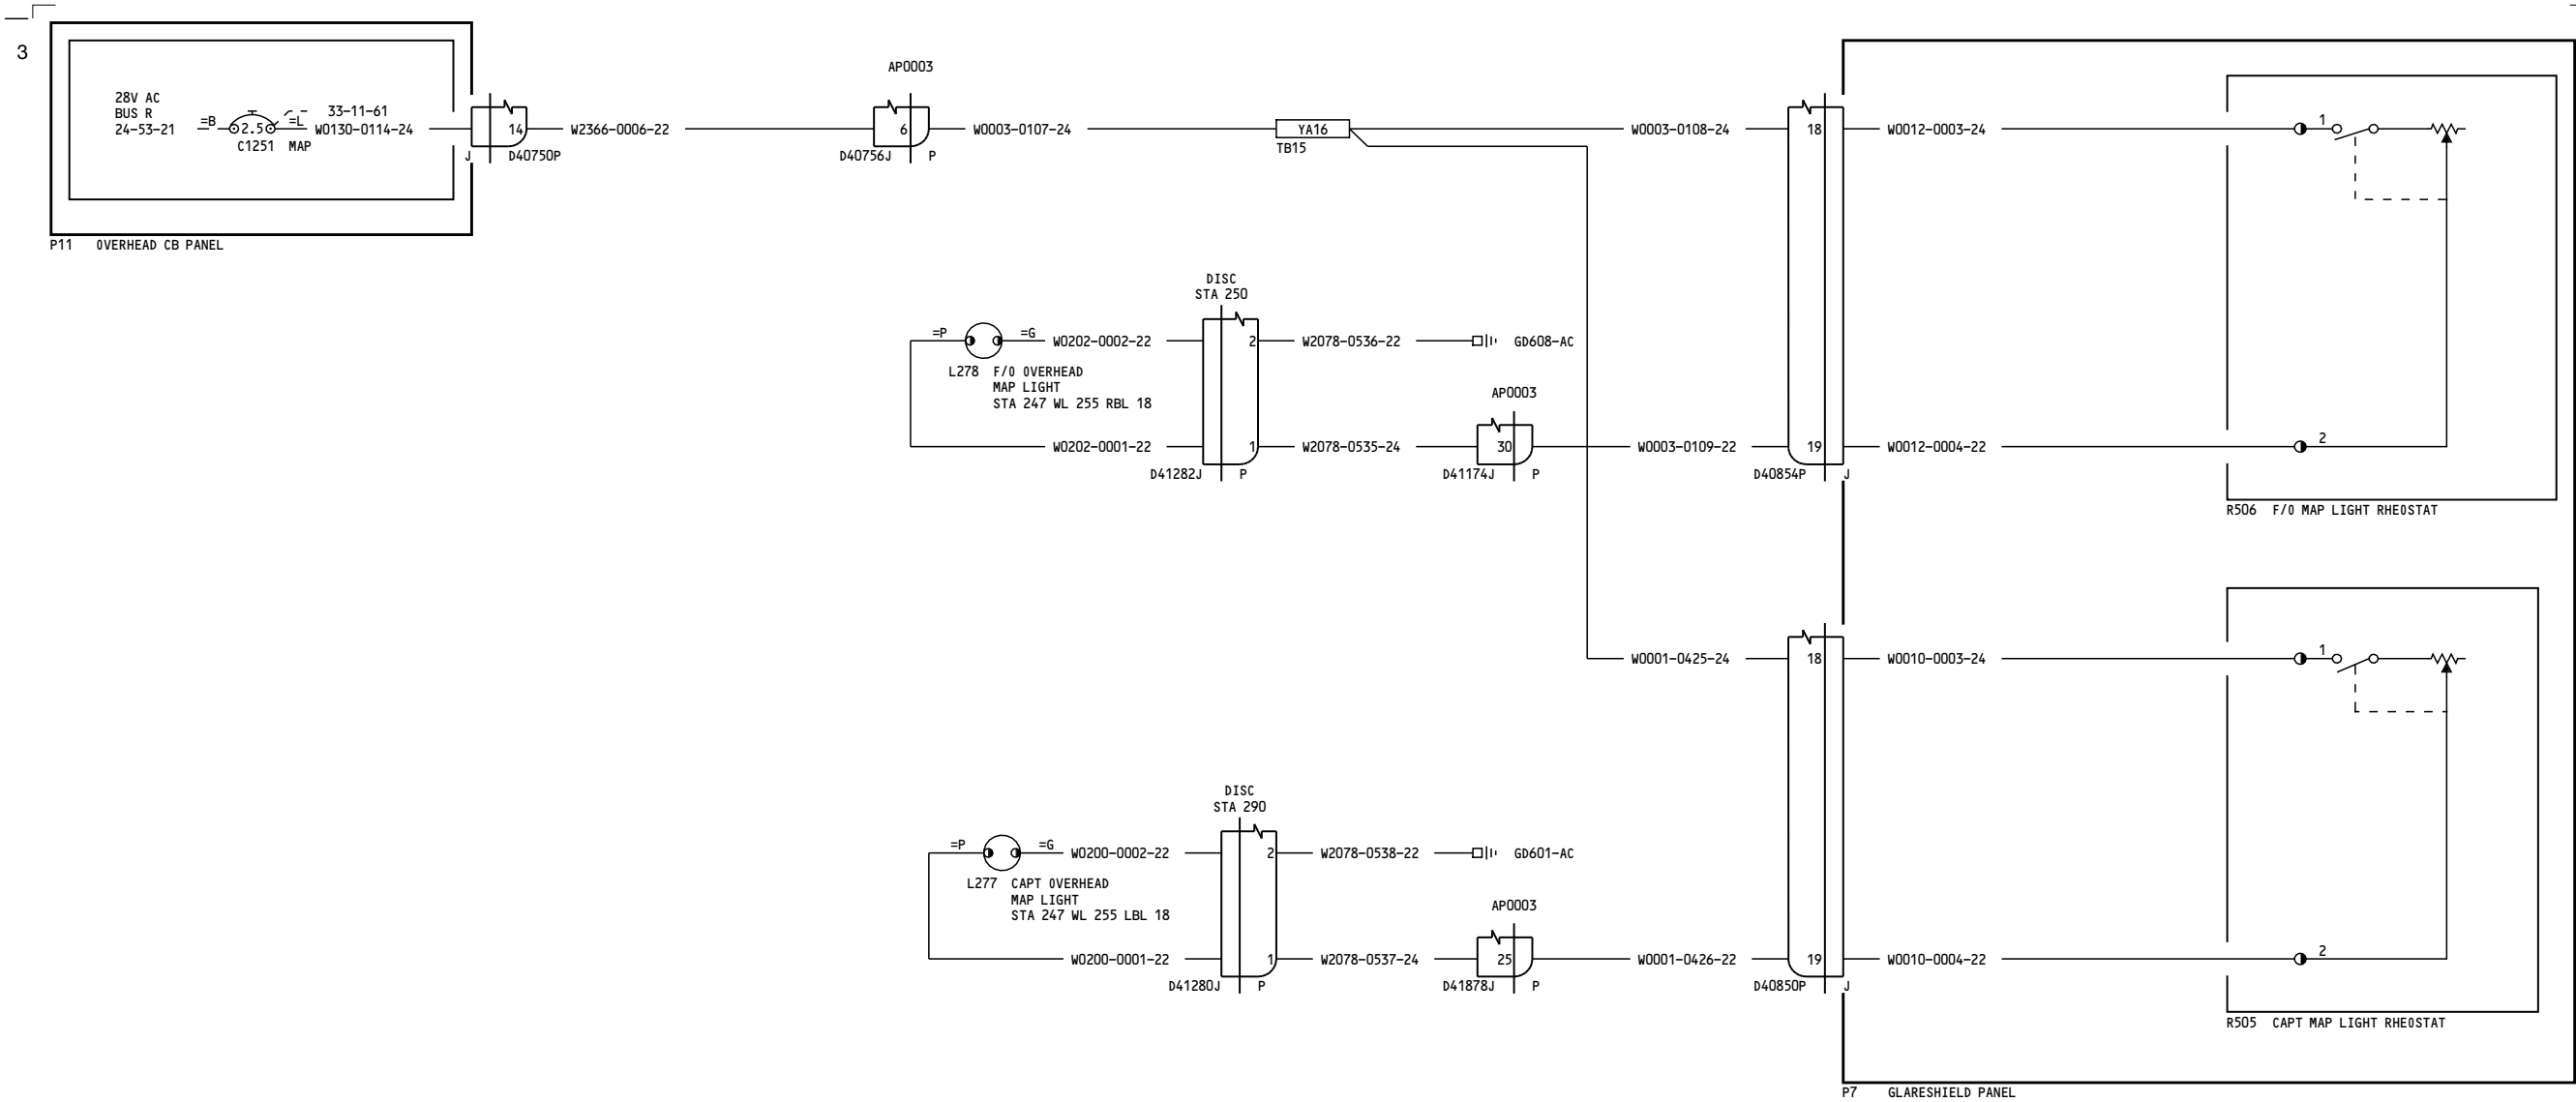 3
28V AC
BUS R
24-53-21
=B
2.5
=L
33-11-61
W0130-0114-24
C1251 MAP
J
14
D40750P
P11 OVERHEAD CB PANEL
W2366-0006-22
AP0003
6
D40756J P
W0003-0107-24
YA16
TB15
W0003-0108-24
18
W0012-0003-24
1
DISC
STA 250
=P
=G
W0202-0002-22
2
W2078-0536-22
GD608-AC
L278 F/O OVERHEAD
MAP LIGHT
STA 247 WL 255 RBL 18
AP0003
W0202-0001-22
1
W2078-0535-24
30
W0003-0109-22
19
W0012-0004-22
2
D41282J P
D41174J P
D40854P J
R506 F/O MAP LIGHT RHEOSTAT
W0001-0425-24
18
W0010-0003-24
1
DISC
STA 290
=P
=G
W0200-0002-22
2
W2078-0538-22
GD601-AC
L277 CAPT OVERHEAD
MAP LIGHT
STA 247 WL 255 LBL 18
AP0003
W0200-0001-22
1
W2078-0537-24
25
W0001-0426-22
19
W0010-0004-22
2
D41280J P
D41878J P
D40850P J
R505 CAPT MAP LIGHT RHEOSTAT
P7 GLARESHIELD PANEL